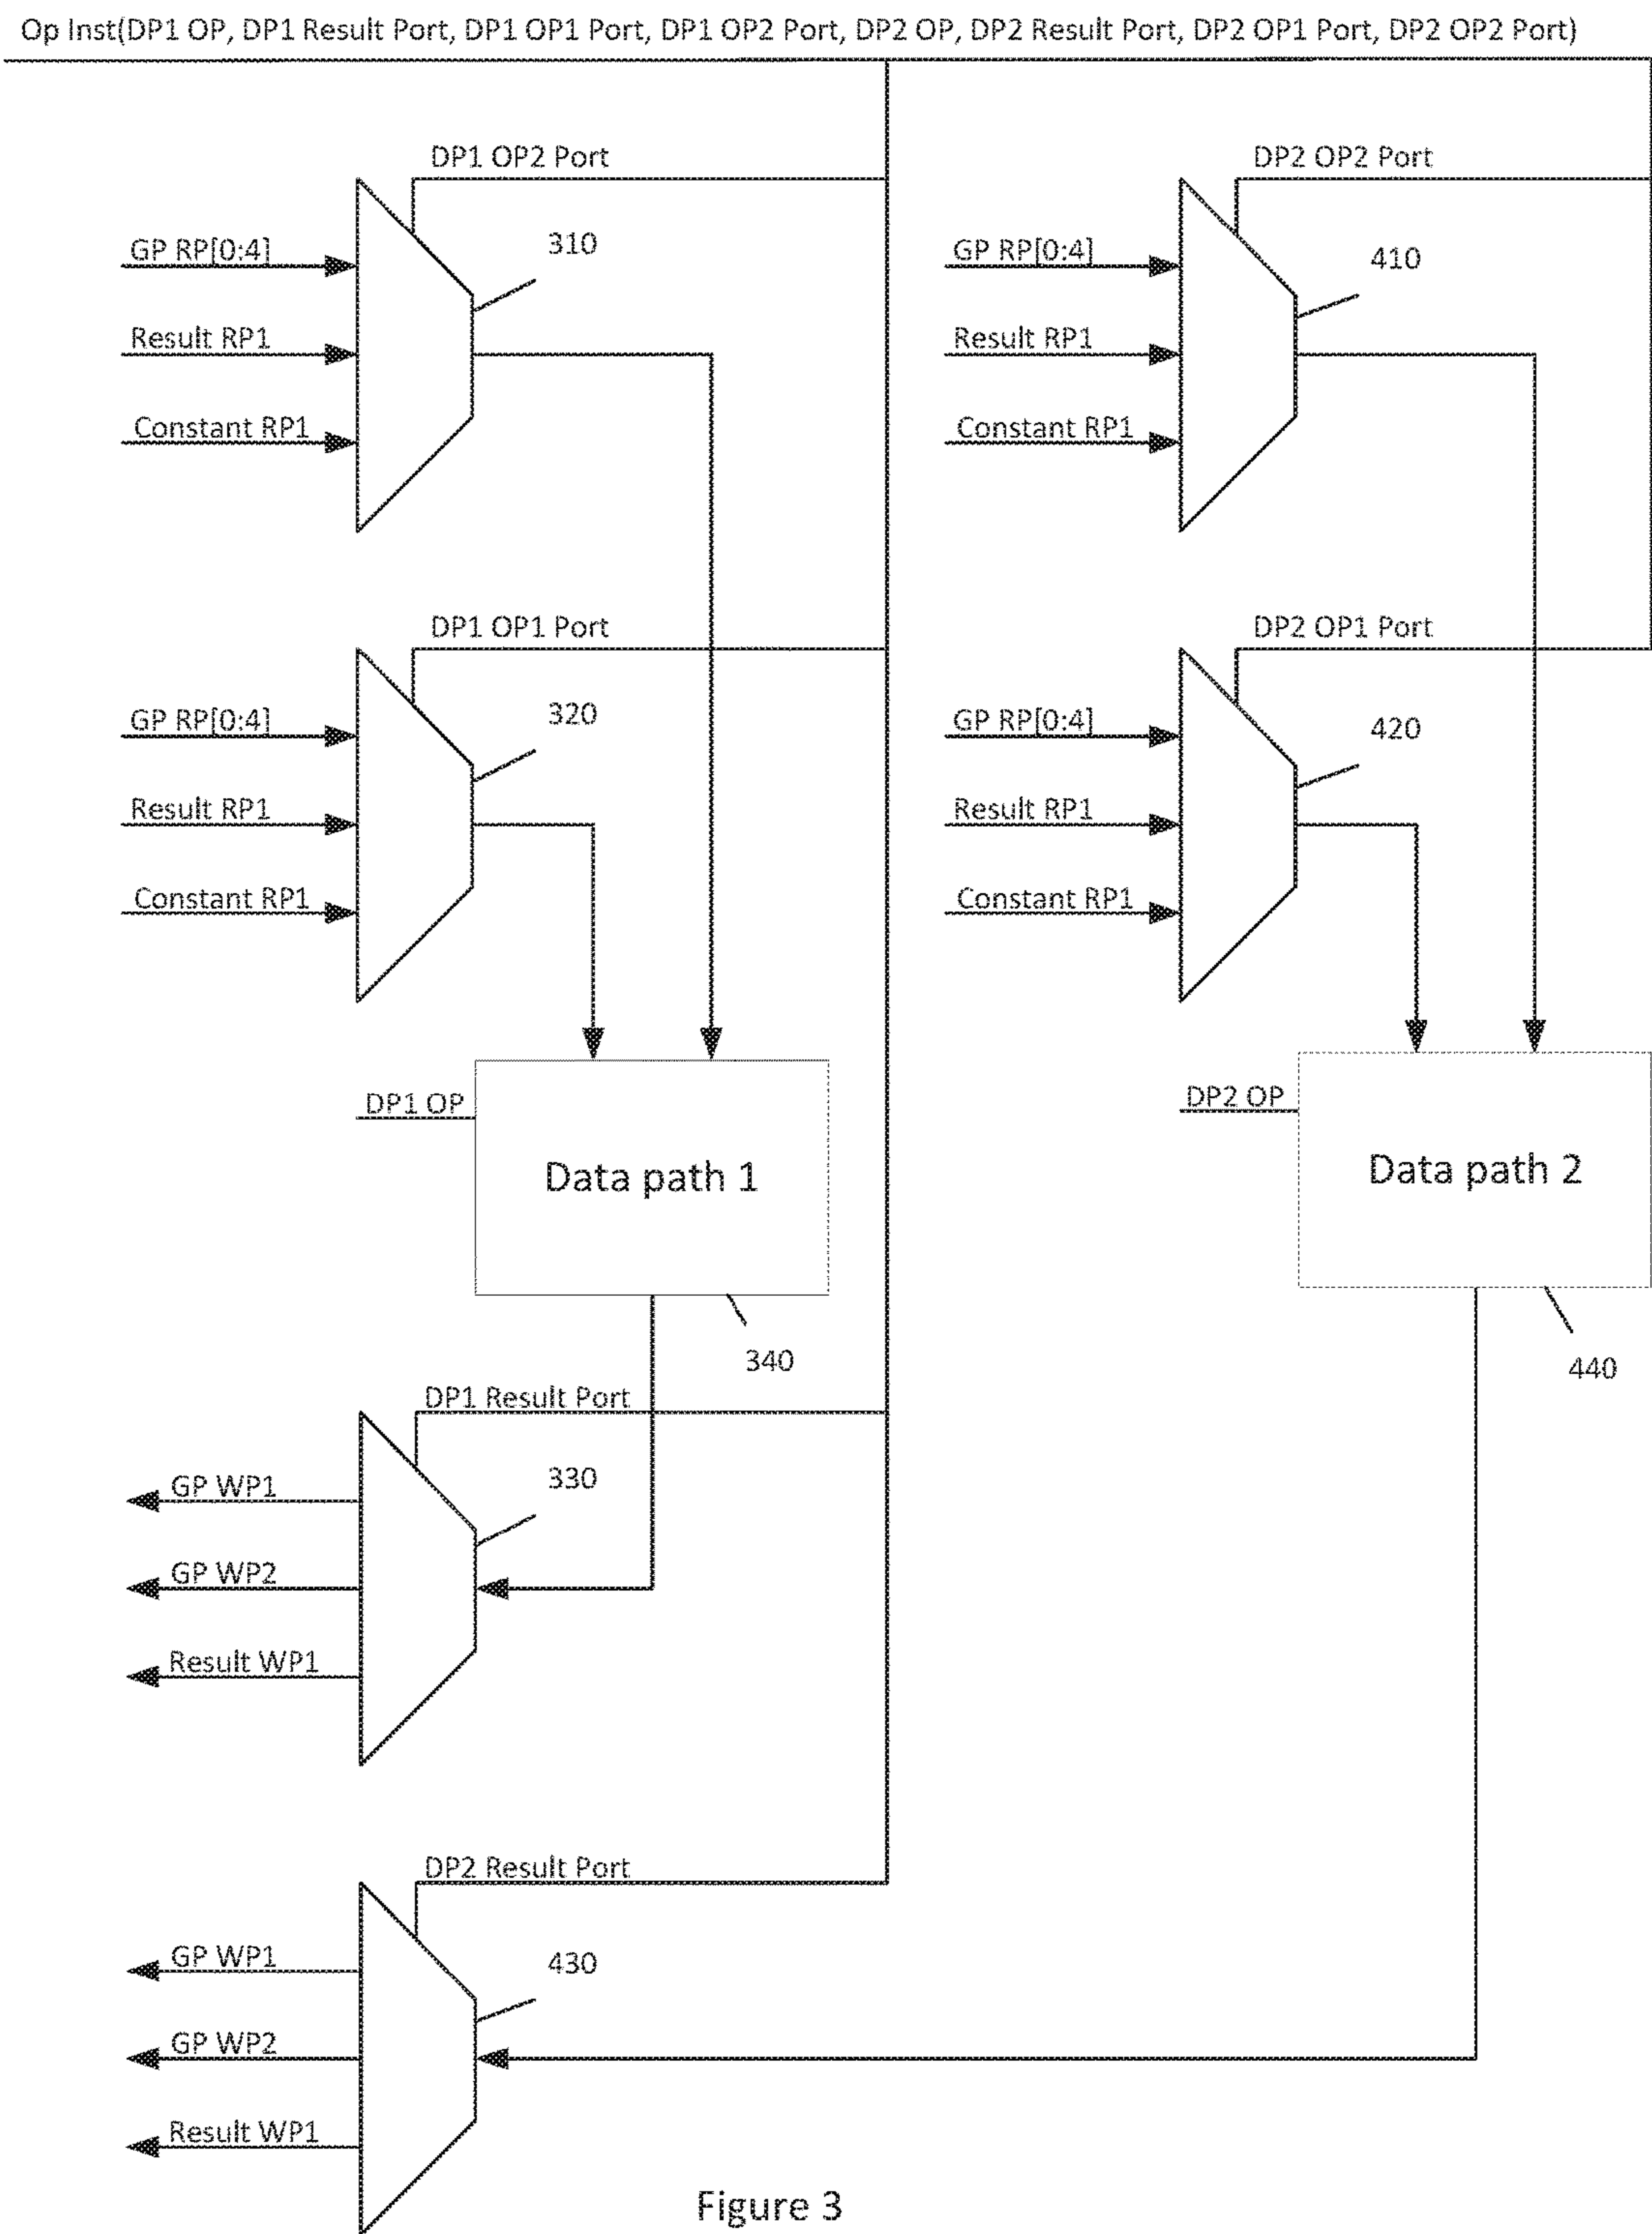 Op Inst(DP1 OP, DP1 Result Port, DP1 OP1 Port, DP1 OP2 Port, DP2 OP, DP2 Result Port, DP2 OP1 Port, DP2 OP2 Port)
DP1 OP2 Port
GP RP[0:4]
310
Result RP1
Constant RP1
DP2 OP2 Port
GP RP[0:4]
410
Result RP1
Constant RP1
DP1 OP1 Port
GP RP[0:4]
320
Result RP1
Constant RP1
DP2 OP1 Port
GP RP[0:4]
420
Result RP1
Constant RP1
DP1 OP
Data path 1
340
DP2 OP
Data path 2
440
DP1 Result Port
330
GP WP1
GP WP2
Result WP1
DP2 Result Port
430
GP WP1
GP WP2
Result WP1
Figure 3